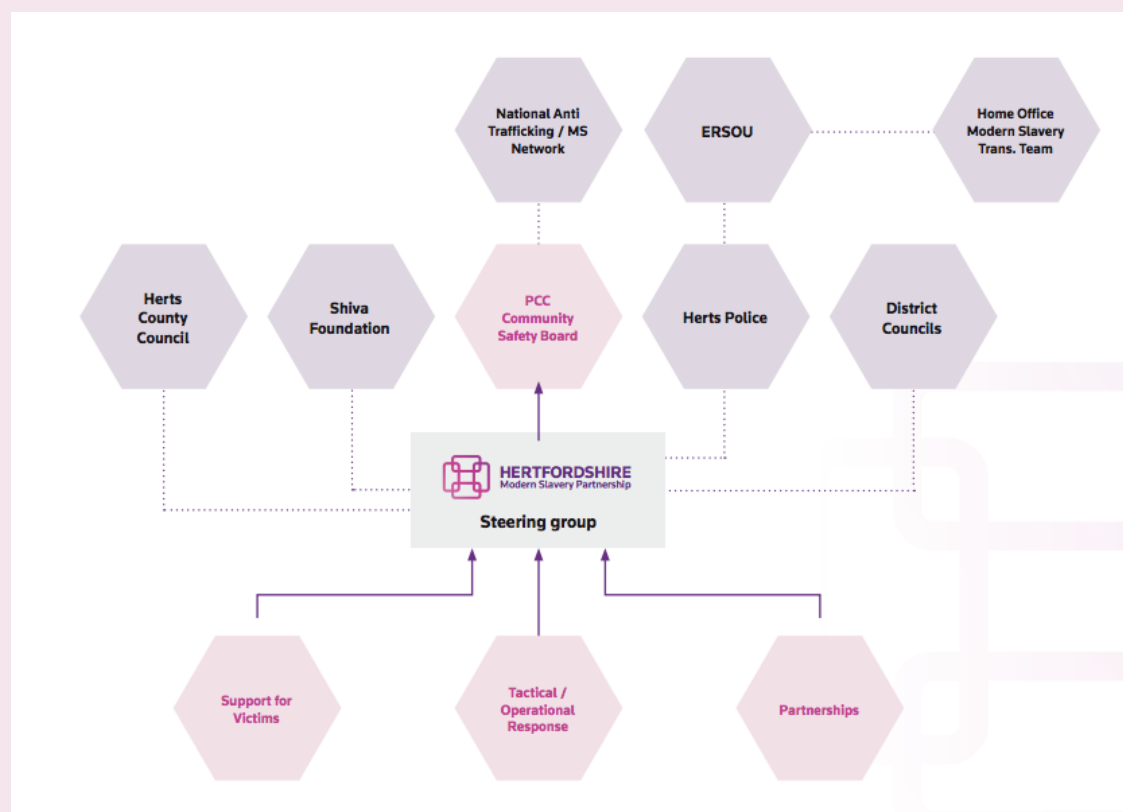 National Anti
Trafficking / MS
Network
ERSOU
Home Office
Modern Slavery
Trans. Team
Herts
County
Council
Shiva
Foundation
PCC
Community
Safety Board
Herts Police
District
Councils
HERTFORDSHIRE
Modern Slavery Partnership
Steering group
Support for
Victims
Tactical /
Operational
Response
Partnerships